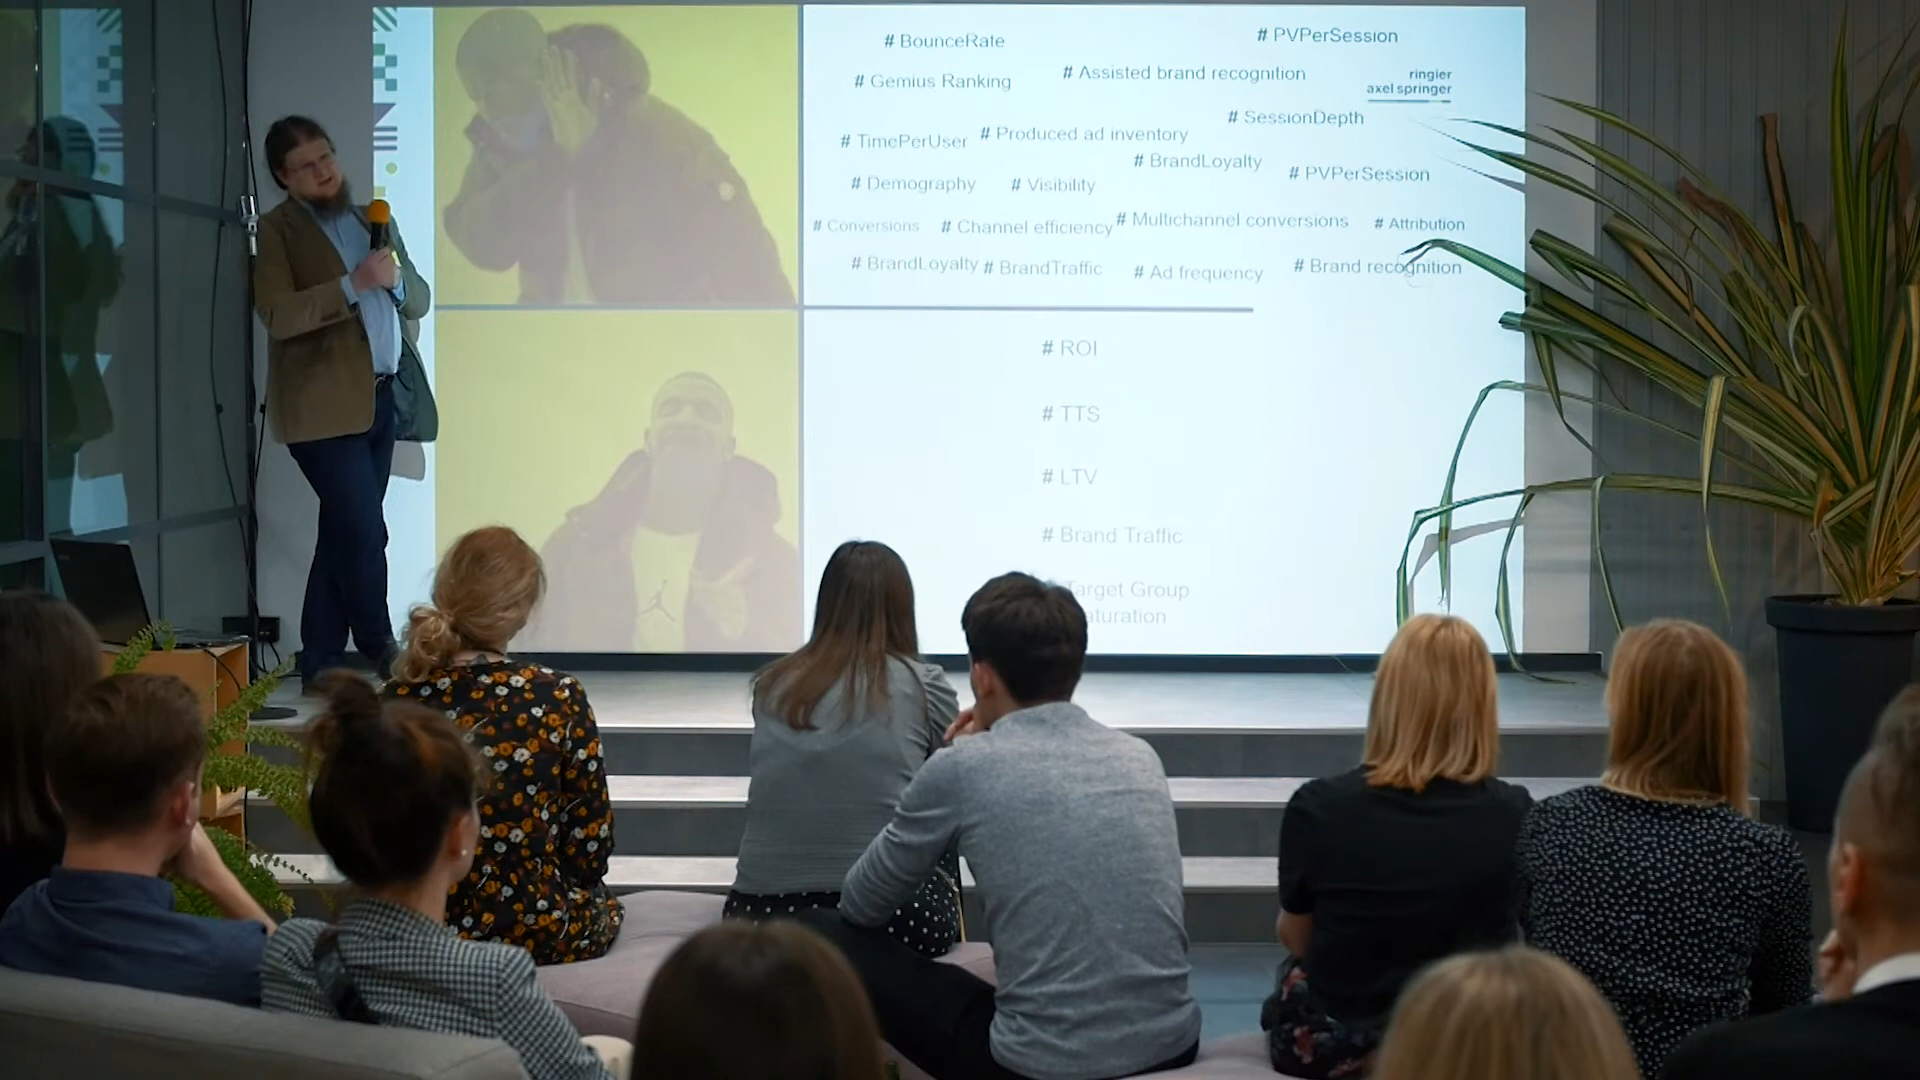 # BounceRate
# PVPerSession
# Gemius Ranking
# Assisted brand recognition
ringier
axel springer
# TimePerUser
# Produced ad inventory
# SessionDepth
# BrandLoyalty
# Demography
# Visibility
# PVPerSession
# Conversions
# Channel efficiency
# Multichannel conversions
# Attribution
# BrandLoyalty
# BrandTraffic
# Ad frequency
# Brand recognition
# ROI
# TTS
# LTV
# Brand Traffic
Target Group